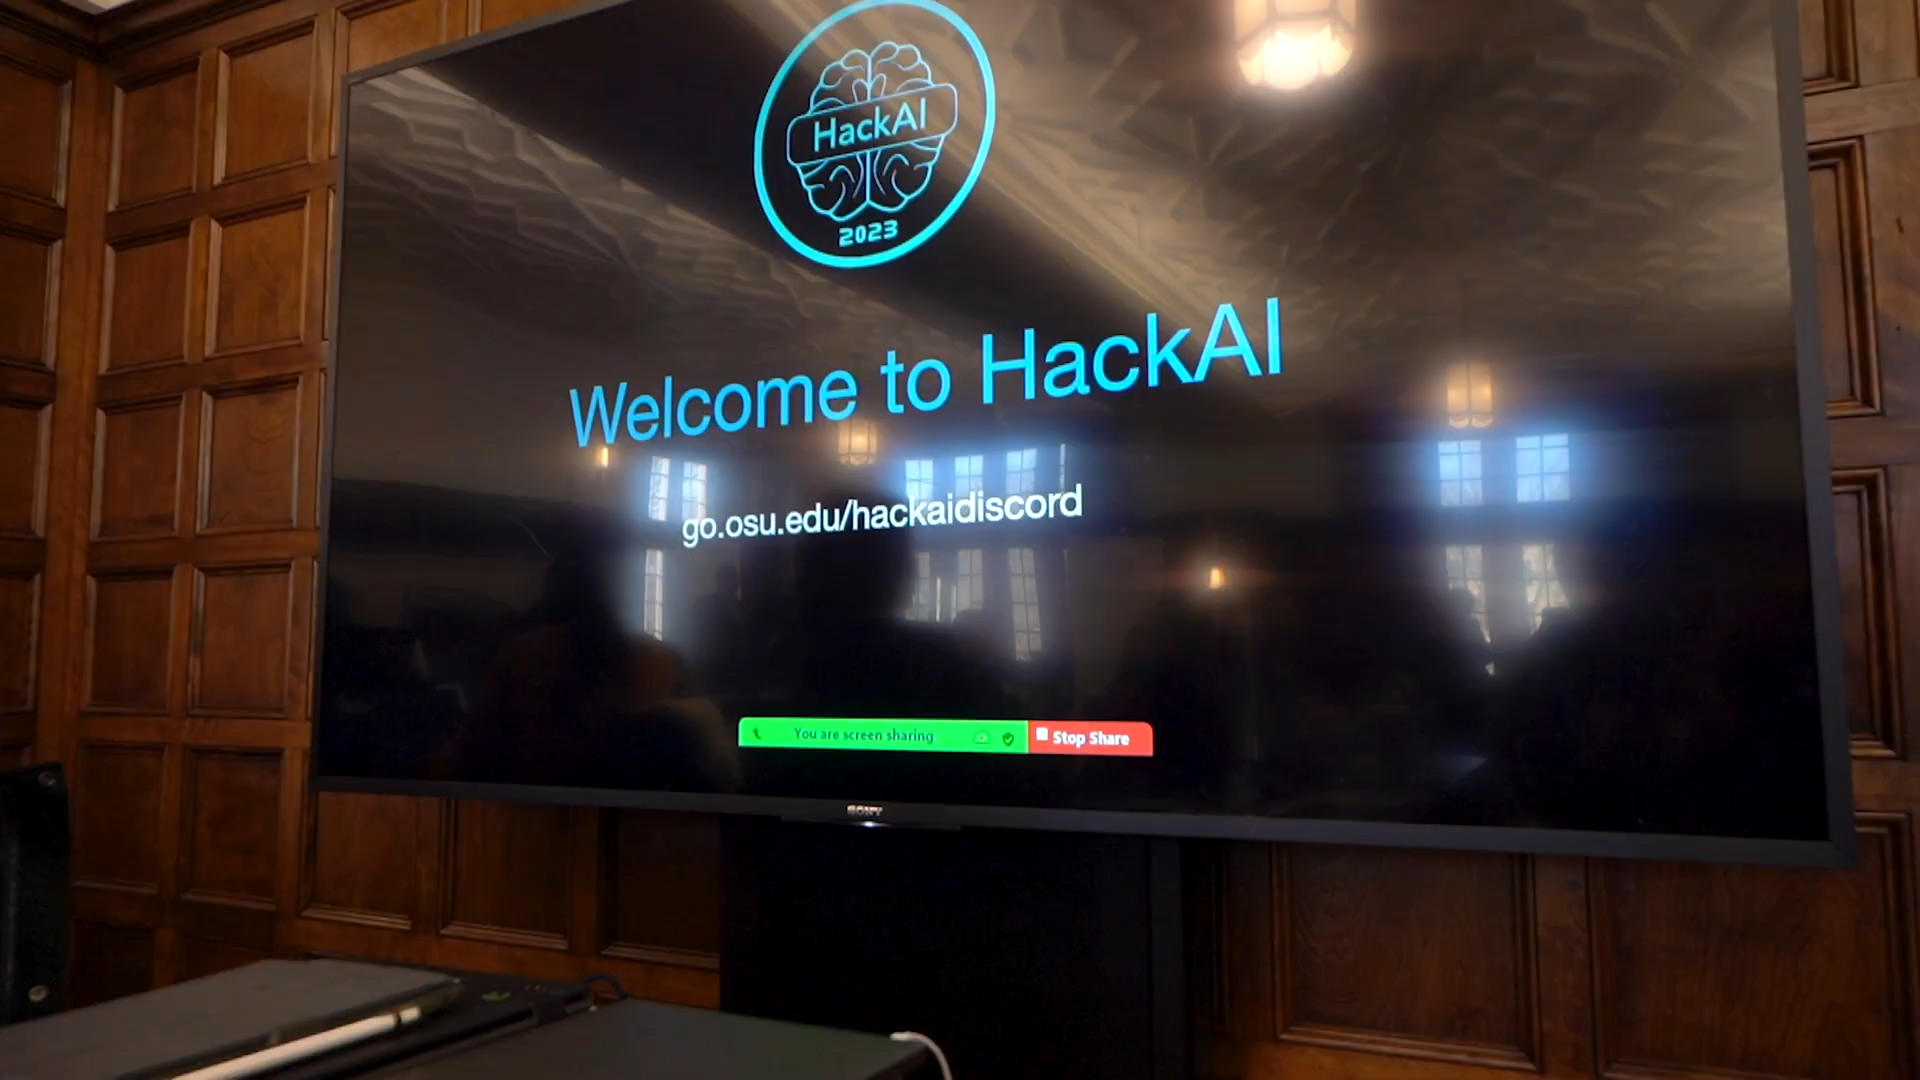 HackAI
2023
Welcome to HackAI
go.osu.edu/hackaidiscord
You are screen sharing
Stop Share
SONY